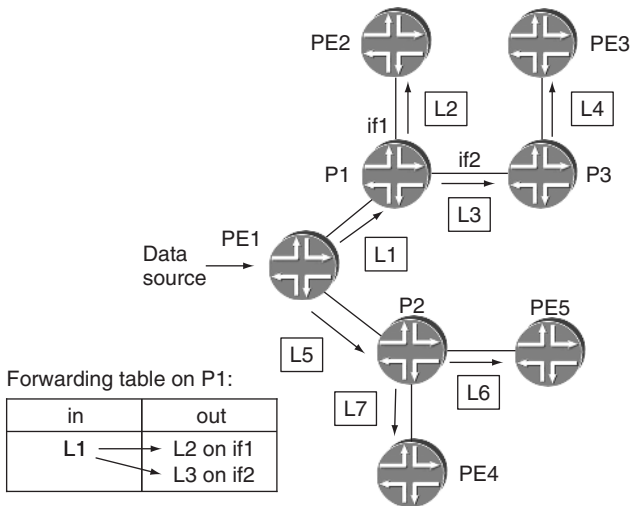 PE2
PE3
L2
L4
if1
if2
P1
P3
L3
PE1
L1
Data
source
P2
PE5
L5
L6
L7
PE4
Forwarding table on P1:
in out
L1 L2 on if1
L3 on if2